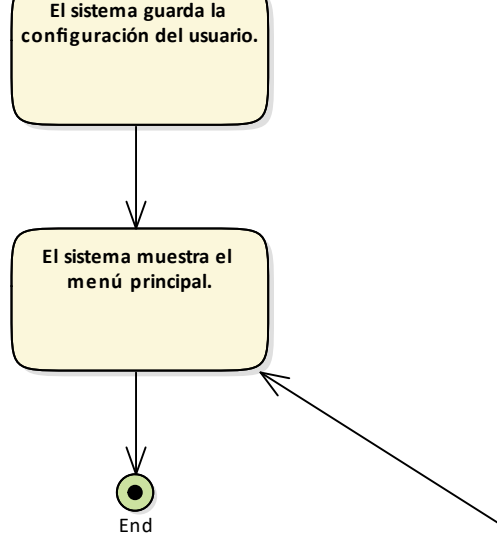 El sistema guarda la
configuración del usuario.
El sistema muestra el
menú principal.
End